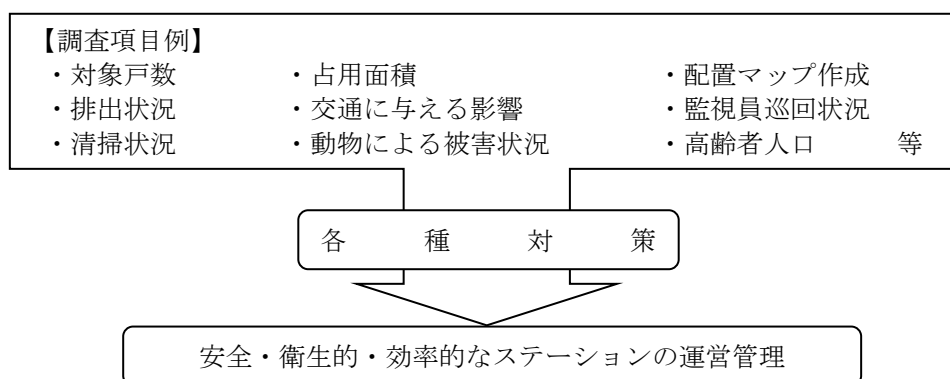 【調査項目例】
・対象戸数 ・占用面積 ・配置マップ作成
・排出状況 ・交通に与える影響 ・監視員巡回状況
・清掃状況 ・動物による被害状況 ・高齢者人口 等
各種対策
安全・衛生的・効率的なステーションの運営管理